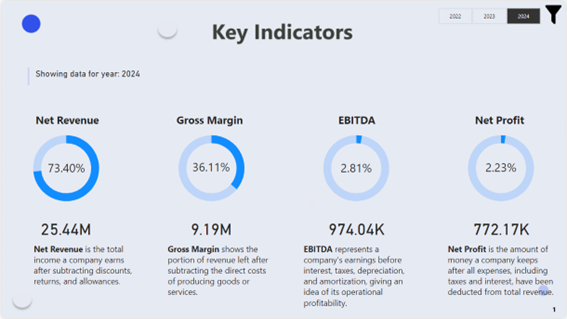 2022 2023 2024
Key Indicators
Showing data for year: 2024
Net Revenue Gross Margin EBITDA Net Profit
73.40% 36.11% 2.81% 2.23%
25.44M 9.19M 974.04K 772.17K
Net Revenue is the total
income a company earns
after subtracting discounts,
returns, and allowances.
Gross Margin shows the
portion of revenue left after
subtracting the direct costs
of producing goods or
services.
EBITDA represents a
company's earnings before
interest, taxes, depreciation,
and amortization, giving an
idea of its operational
profitability.
Net Profit is the amount of
money a company keeps
after all expenses, including
taxes and interest, have been
deducted from total revenue.
1